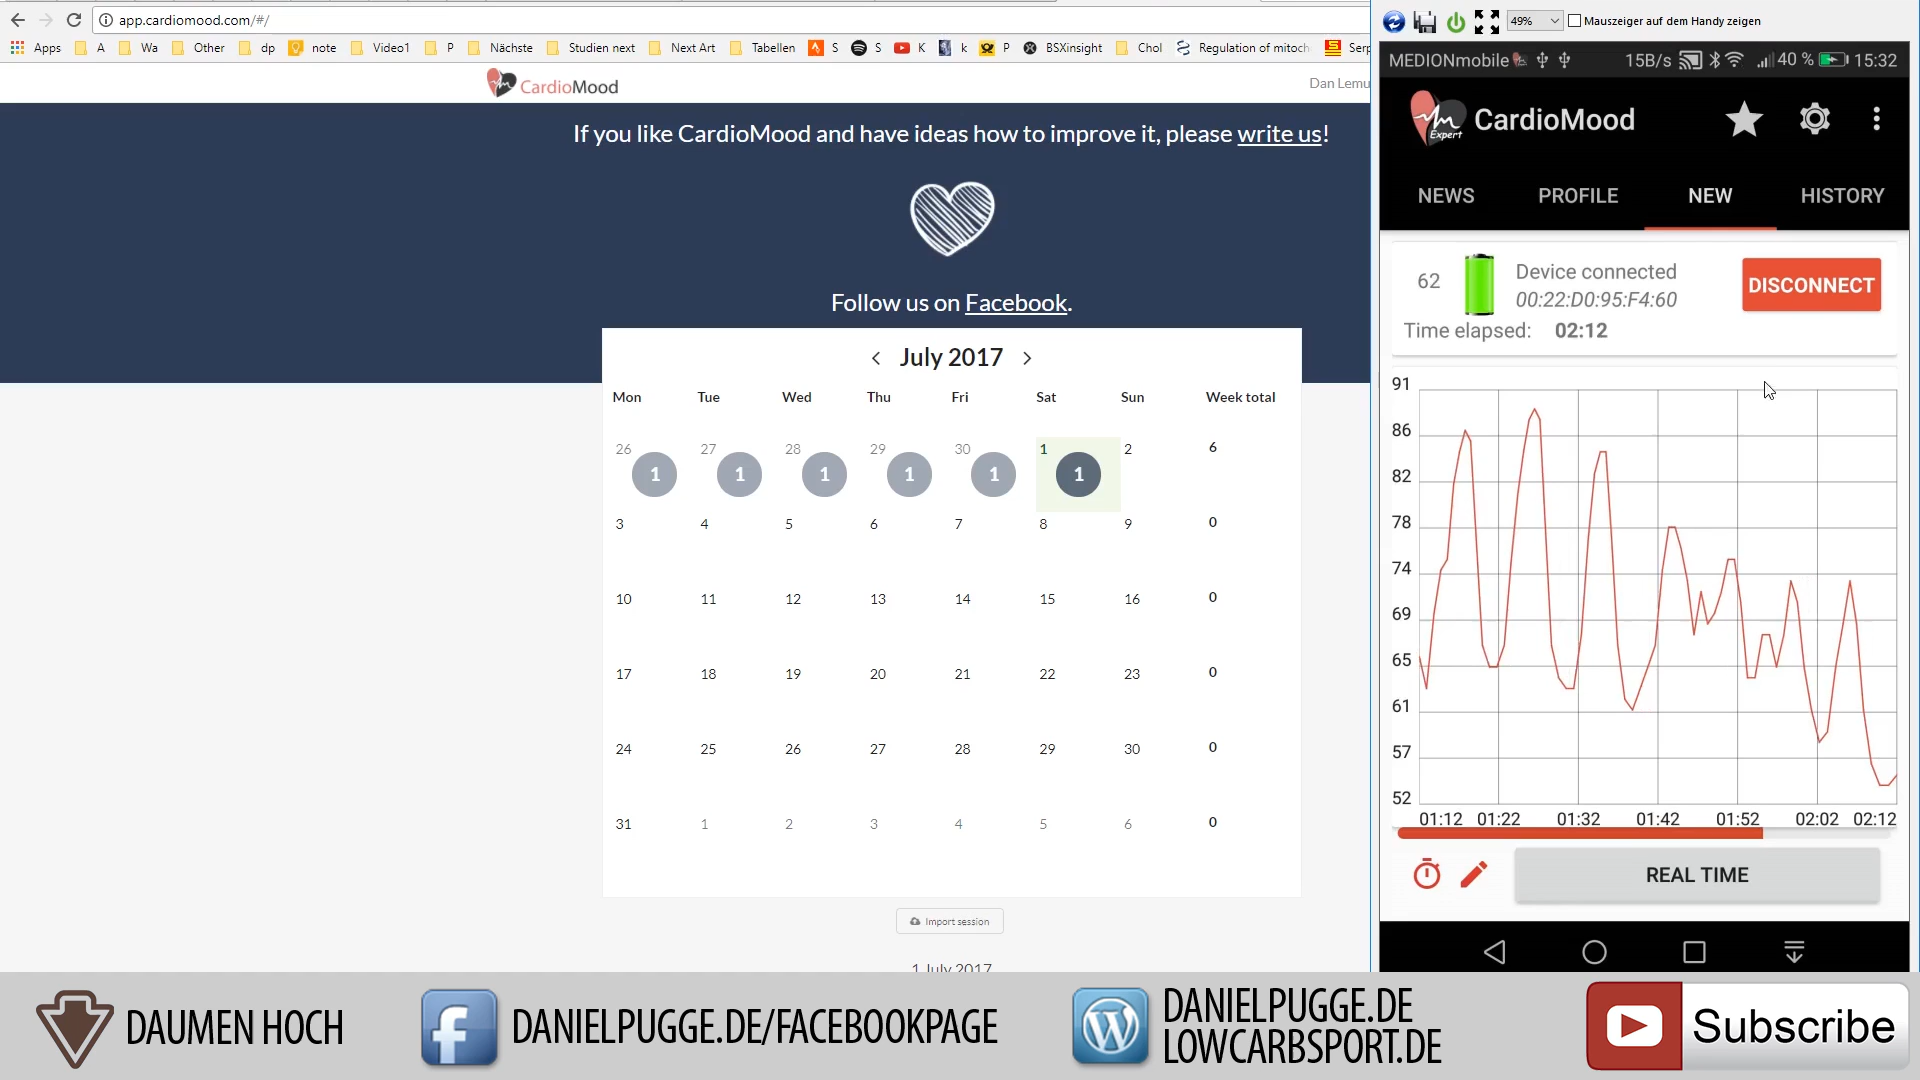 app.cardiomood.com/#/
Apps A Wa Other dp note Video1 P Nächste Studien next Next Art Tabellen S S K k P BSXinsight Chol Regulation of mitoch Serp
CardioMood
Dan Lemu
If you like CardioMood and have ideas how to improve it, please write us!
Follow us on Facebook.
July 2017
Mon Tue Wed Thu Fri Sat Sun Week total
26 27 28 29 30 1 2 6
1 1 1 1 1 1
3 4 5 6 7 8 9 0
10 11 12 13 14 15 16 0
17 18 19 20 21 22 23 0
24 25 26 27 28 29 30 0
31 1 2 3 4 5 6 0
Import session
1 July 2017
49% Mauszeiger auf dem Handy zeigen
MEDIONmobile 15B/s 40 % 15:32
Expert
CardioMood
NEWS PROFILE NEW HISTORY
62 Device connected
00:22:D0:95:F4:60
DISCONNECT
Time elapsed: 02:12
91
86
82
78
74
69
65
61
57
52
01:12 01:22 01:32 01:42 01:52 02:02 02:12
REAL TIME
DAUMEN HOCH
DANIELPUGGE.DE/FACEBOOKPAGE
DANIELPUGGE.DE
LOWCARBSPORT.DE
Subscribe